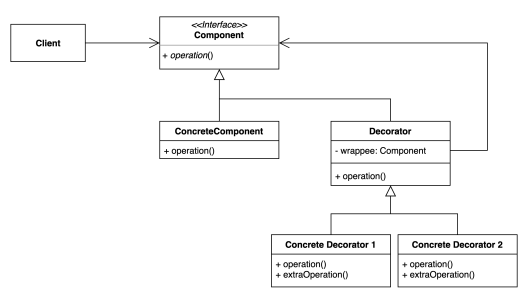 <<Interface>>
Component
Client
+ operation()
ConcreteComponent
+ operation()
Decorator
- wrappee: Component
+ operation()
Concrete Decorator 1
+ operation()
+ extraOperation()
Concrete Decorator 2
+ operation()
+ extraOperation()